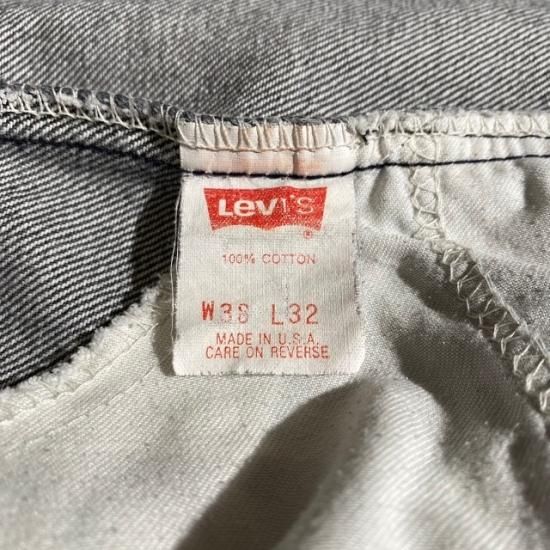 Levi's
®
100% COTTON
W38 L32
MADE IN U.S.A.
CARE ON REVERSE